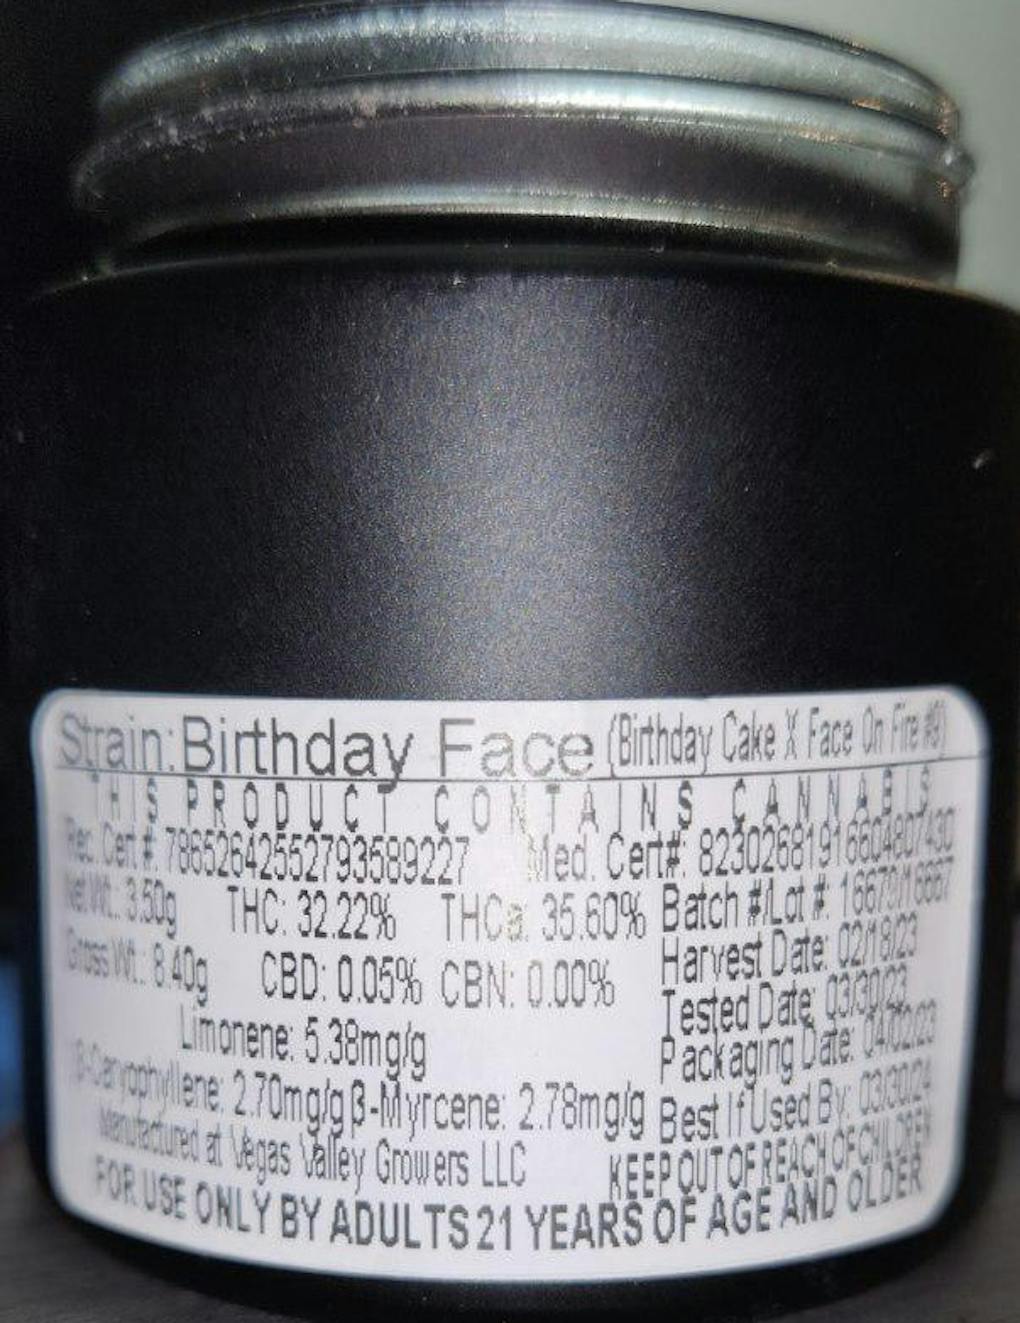 Strain: Birthday Face (Birthday Cake X Face On Fire #9)
THIS PRODUCT CONTAINS CANNABIS
Rec. Cert #: 78652642552793589227 Med. Cert#: 82302681916604807430
Net Wt.: 3.50g THC: 32.22% THCa: 35.60% Batch #/Lot #: 16679/16667
Gross Wt.: 8.40g CBD: 0.05% CBN: 0.00% Harvest Date: 02/18/23
Tested Date: 03/30/23
Limonene: 5.38mg/g Packaging Date: 04/02/23
β-Caryophyllene: 2.70mg/g β-Myrcene: 2.78mg/g Best If Used By: 03/30/24
Manufactured at Vegas Valley Growers LLC KEEP OUT OF REACH OF CHILDREN
FOR USE ONLY BY ADULTS 21 YEARS OF AGE AND OLDER